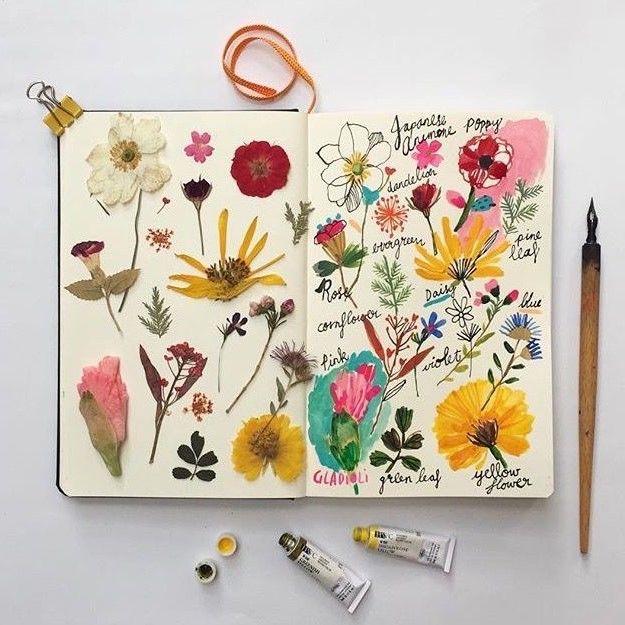 Japanese
anemone
poppy
dandelion
evergreen
pine
leaf
Rose
Daisy
blue
cornflower
pink
violet
GLADIOLI
green leaf
yellow
flower